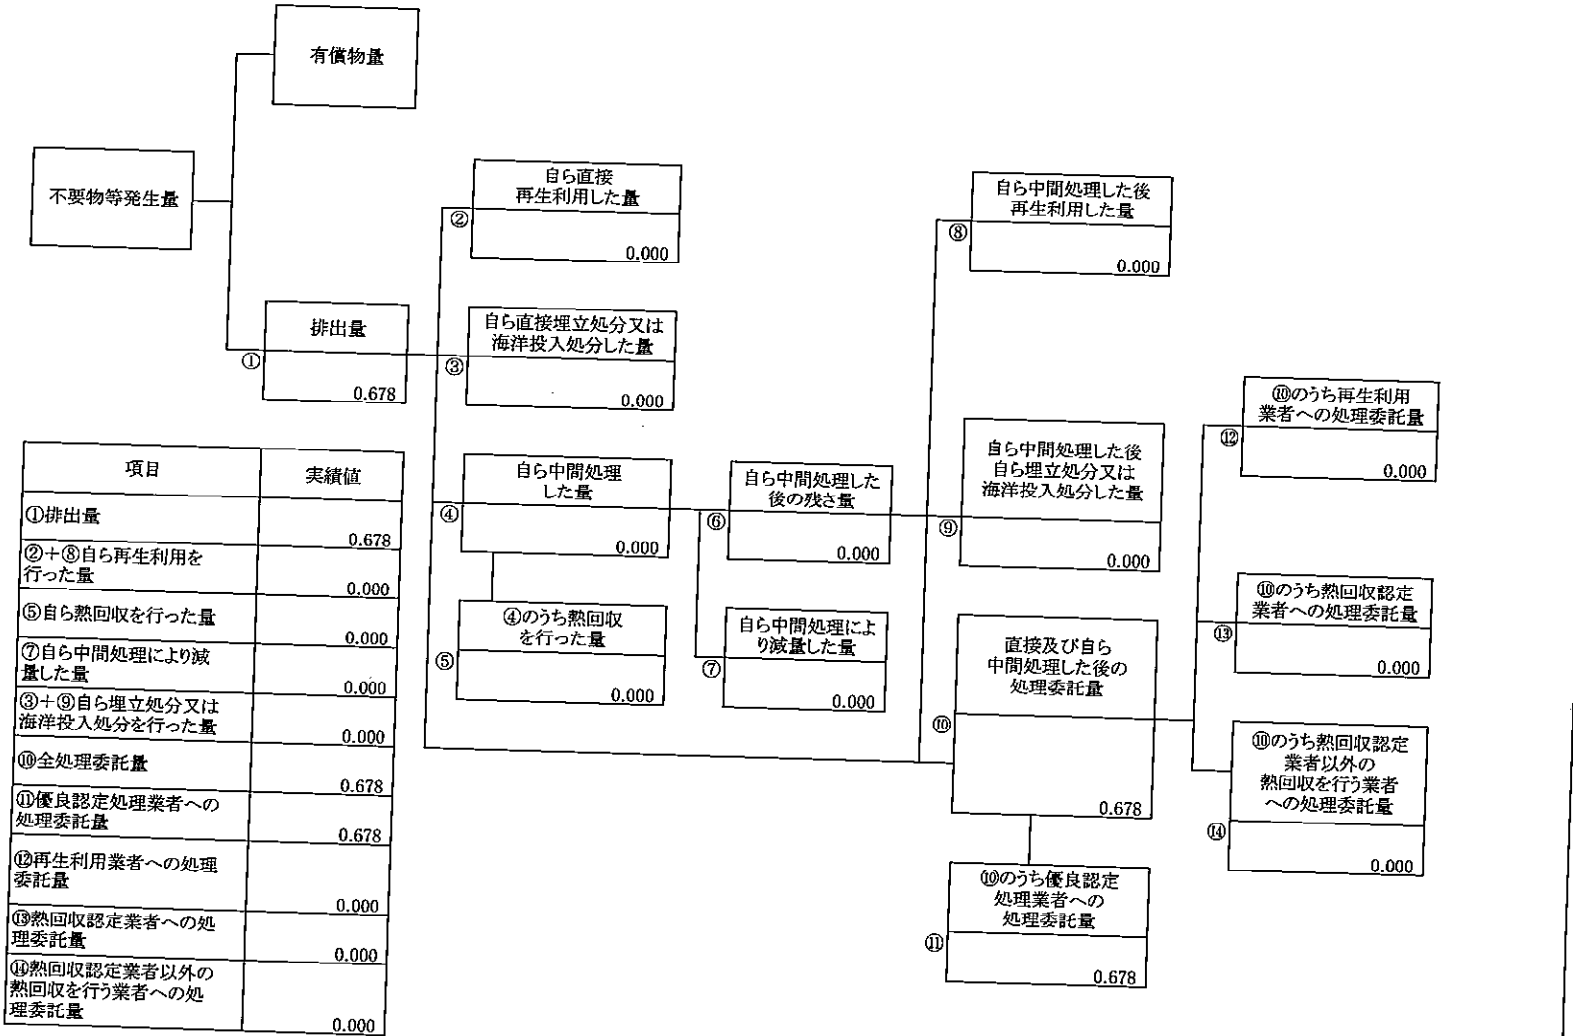 有償物量
不要物等発生量
排出量
①
0.678
自ら直接
再生利用した量
②
0.000
自ら直接埋立処分又は
海洋投入処分した量
③
0.000
自ら中間処理
した量
④
0.000
④のうち熱回収
を行った量
⑤
0.000
自ら中間処理した
後の残さ量
⑥
0.000
自ら中間処理によ
り減量した量
⑦
0.000
自ら中間処理した後
再生利用した量
⑧
0.000
自ら中間処理した後
自ら埋立処分又は
海洋投入処分した量
⑨
0.000
直接及び自ら
中間処理した後の
処理委託量
⑩
0.678
⑩のうち優良認定
処理業者への
処理委託量
⑪
0.678
⑩のうち再生利用
業者への処理委託量
⑫
0.000
⑩のうち熱回収認定
業者への処理委託量
⑬
0.000
⑩のうち熱回収認定
業者以外の
熱回収を行う業者
への処理委託量
⑭
0.000
項目 実績値
①排出量
0.678
②+⑧自ら再生利用を
行った量
0.000
⑤自ら熱回収を行った量
0.000
⑦自ら中間処理により減
量した量
0.000
③+⑨自ら埋立処分又は
海洋投入処分を行った量
0.000
⑩全処理委託量
0.678
⑪優良認定処理業者への
処理委託量
0.678
⑫再生利用業者への処理
委託量
0.000
⑬熱回収認定業者への処
理委託量
0.000
⑭熱回収認定業者以外の
熱回収を行う業者への処
理委託量
0.000